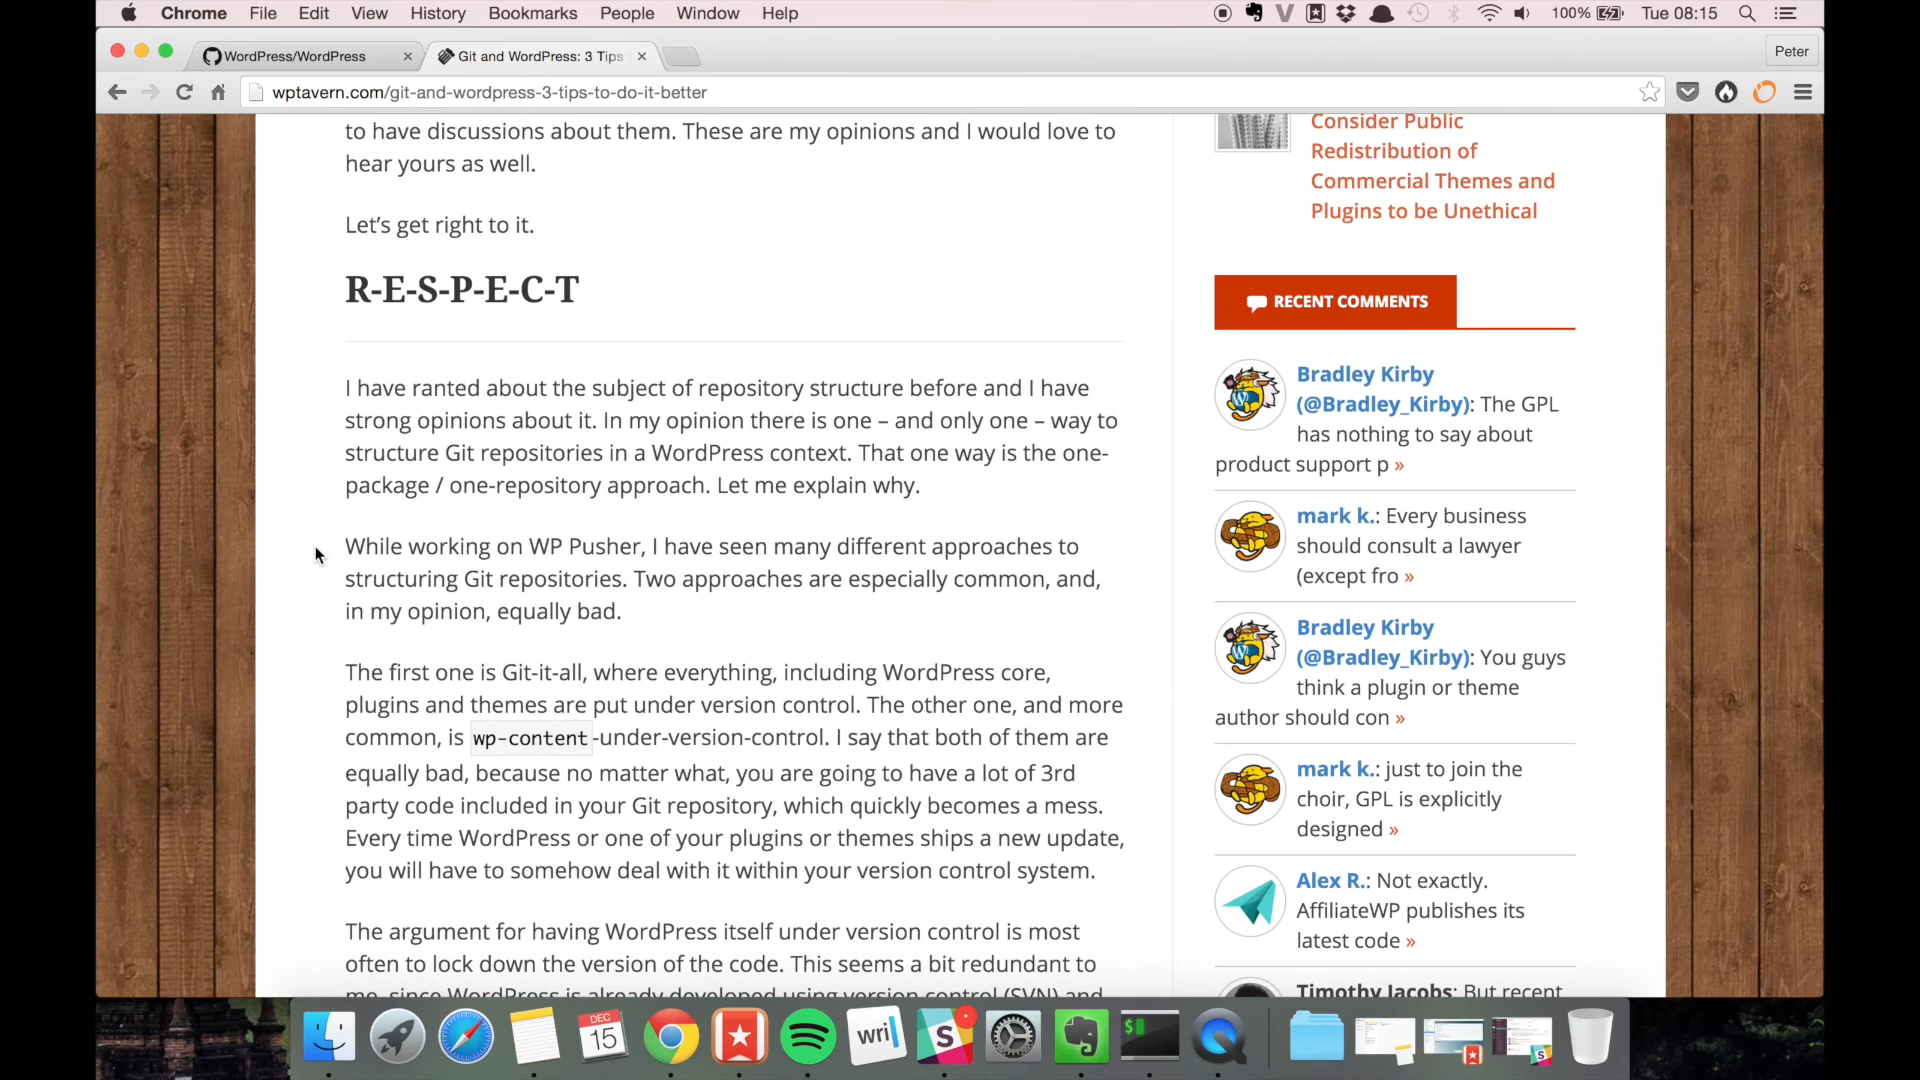 Chrome File Edit View History Bookmarks People Window Help 100% Tue 08:15
WordPress/WordPress
Git and WordPress: 3 Tips
Peter
wptavern.com/git-and-wordpress-3-tips-to-do-it-better
to have discussions about them. These are my opinions and I would love to
hear yours as well.
Let’s get right to it.
R-E-S-P-E-C-T
I have ranted about the subject of repository structure before and I have
strong opinions about it. In my opinion there is one – and only one – way to
structure Git repositories in a WordPress context. That one way is the one-
package / one-repository approach. Let me explain why.
While working on WP Pusher, I have seen many different approaches to
structuring Git repositories. Two approaches are especially common, and,
in my opinion, equally bad.
The first one is Git-it-all, where everything, including WordPress core,
plugins and themes are put under version control. The other one, and more
common, is wp-content-under-version-control. I say that both of them are
equally bad, because no matter what, you are going to have a lot of 3rd
party code included in your Git repository, which quickly becomes a mess.
Every time WordPress or one of your plugins or themes ships a new update,
you will have to somehow deal with it within your version control system.
The argument for having WordPress itself under version control is most
often to lock down the version of the code. This seems a bit redundant to
me, since WordPress is already developed using version control (SVN) and
Consider Public
Redistribution of
Commercial Themes and
Plugins to be Unethical
RECENT COMMENTS
Bradley Kirby
(@Bradley_Kirby): The GPL
has nothing to say about
product support p »
mark k.: Every business
should consult a lawyer
(except fro »
Bradley Kirby
(@Bradley_Kirby): You guys
think a plugin or theme
author should con »
mark k.: just to join the
choir, GPL is explicitly
designed »
Alex R.: Not exactly.
AffiliateWP publishes its
latest code »
Timothy Jacobs: But recent
DEC
15
wri
S
$